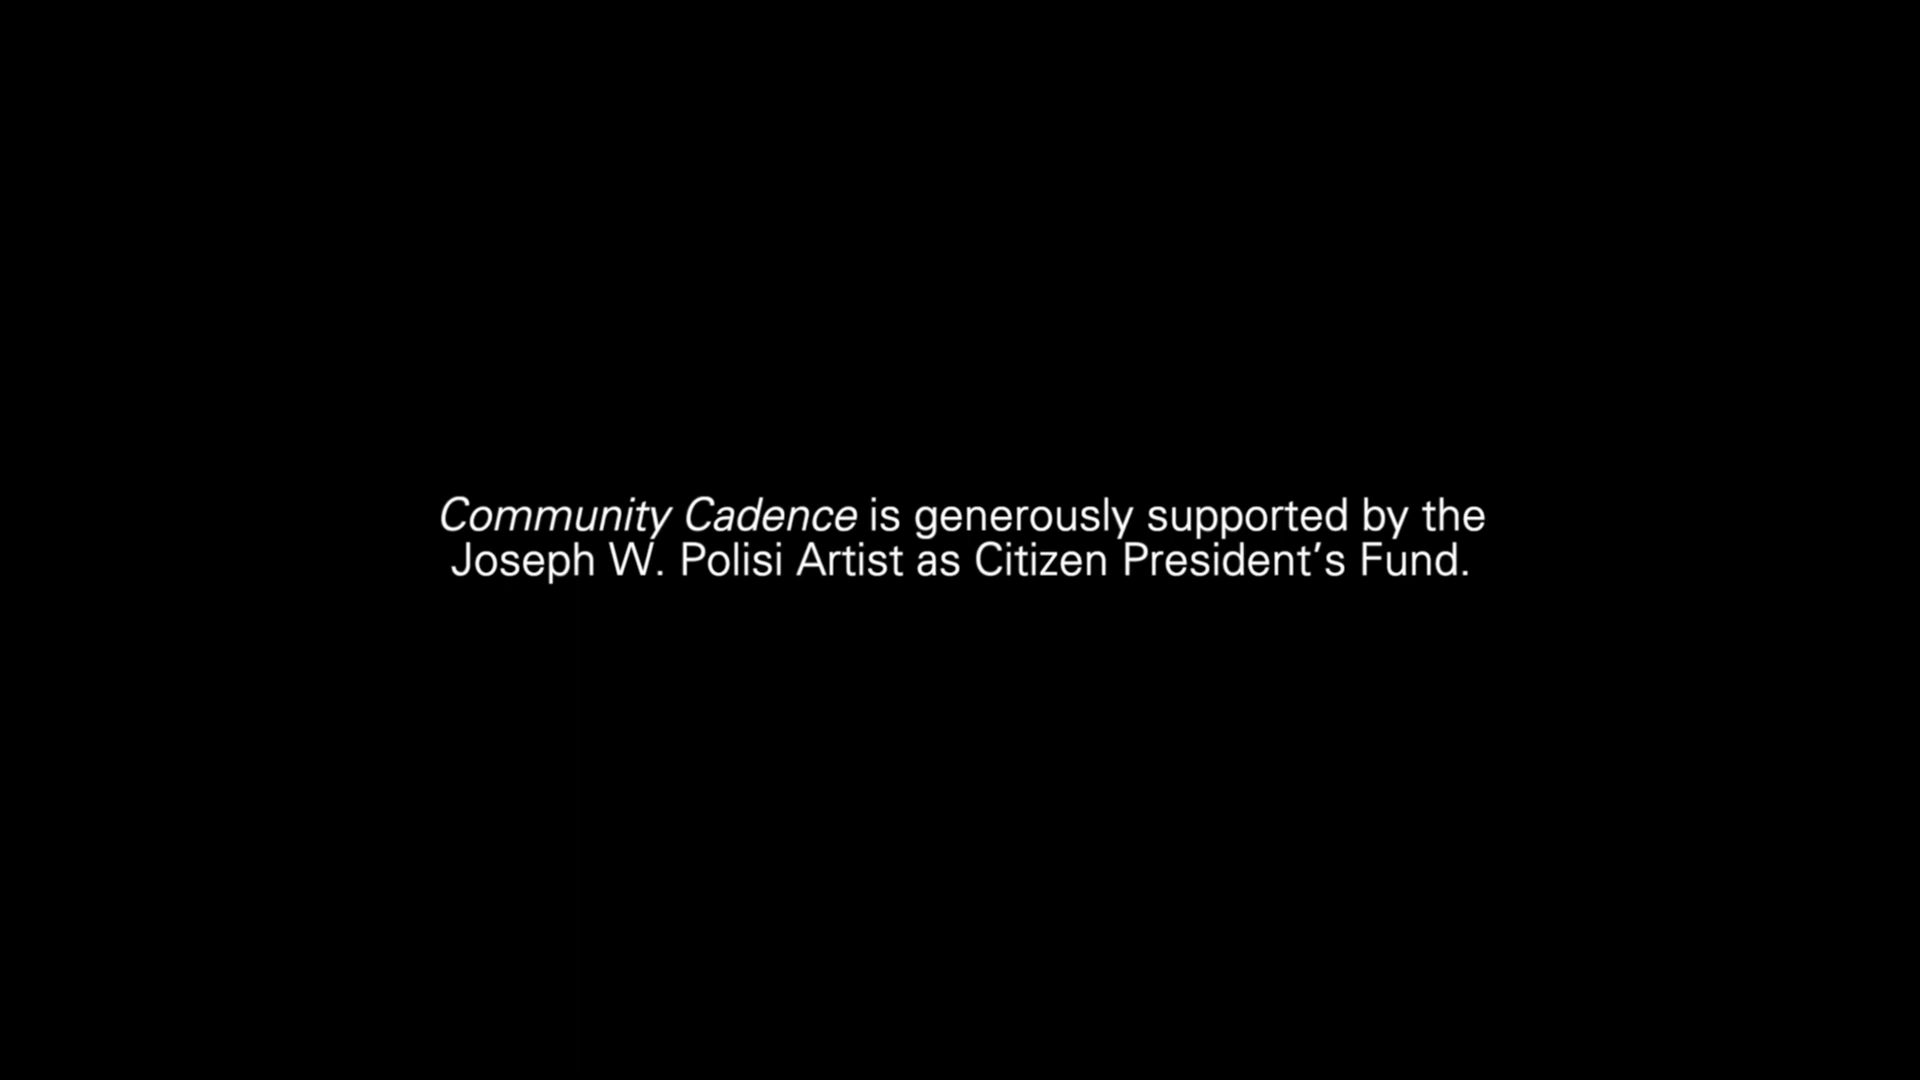 Community Cadence is generously supported by the
Joseph W. Polisi Artist as Citizen President’s Fund.